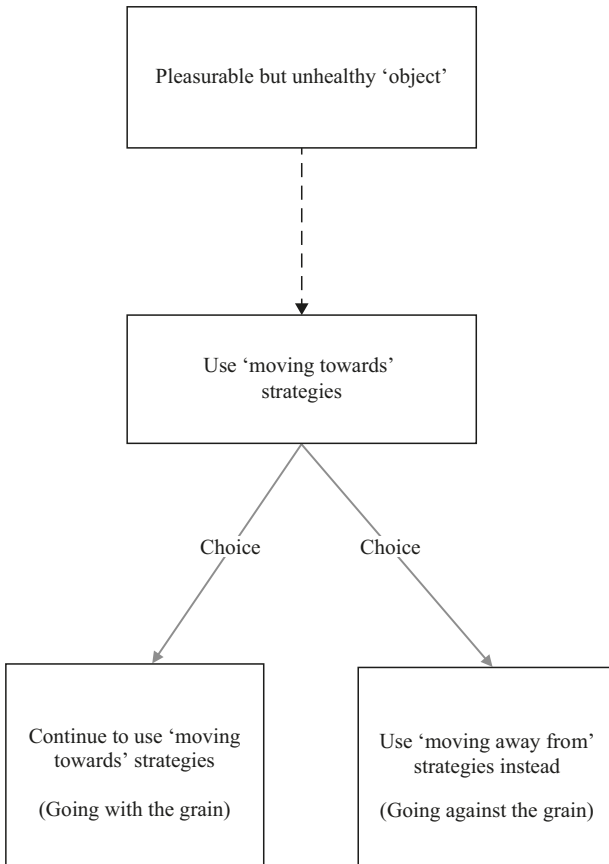 Pleasurable but unhealthy ‘object’
Use ‘moving towards’
strategies
Choice
Choice
Continue to use ‘moving
towards’ strategies
(Going with the grain)
Use ‘moving away from’
strategies instead
(Going against the grain)